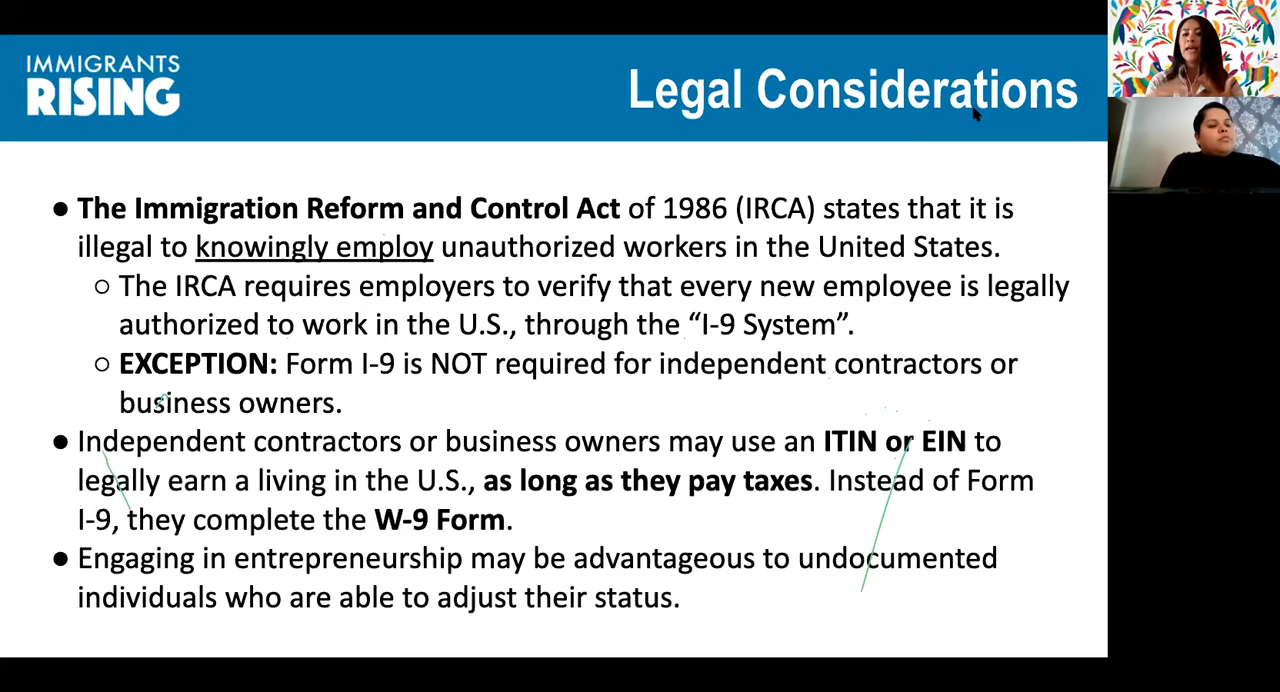 IMMIGRANTS
RISING
Legal Considerations
● The Immigration Reform and Control Act of 1986 (IRCA) states that it is
illegal to knowingly employ unauthorized workers in the United States.
○ The IRCA requires employers to verify that every new employee is legally
authorized to work in the U.S., through the “I-9 System”.
○ EXCEPTION: Form I-9 is NOT required for independent contractors or
business owners.
● Independent contractors or business owners may use an ITIN or EIN to
legally earn a living in the U.S., as long as they pay taxes. Instead of Form
I-9, they complete the W-9 Form.
● Engaging in entrepreneurship may be advantageous to undocumented
individuals who are able to adjust their status.